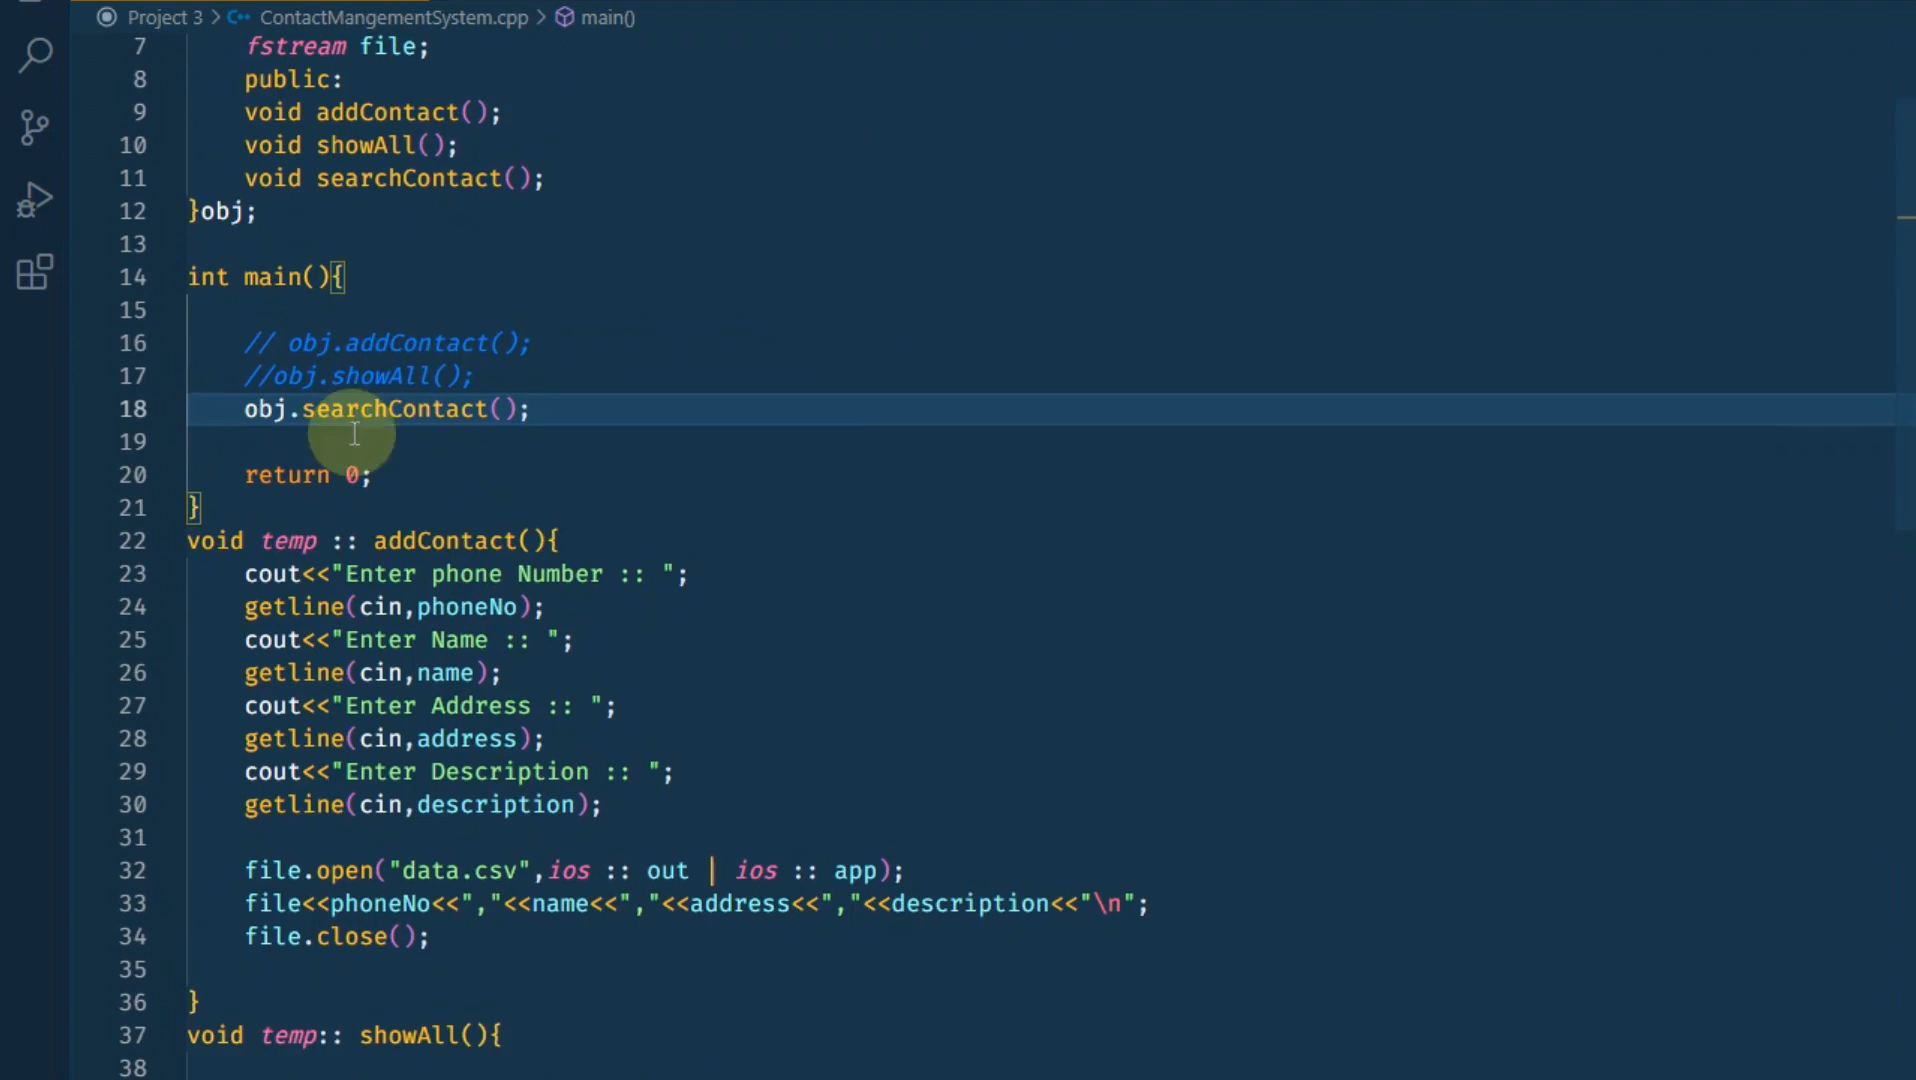 Project 3 > C++ ContactMangementSystem.cpp > main()
7 fstream file;
8 public:
9 void addContact();
10 void showAll();
11 void searchContact();
12 }obj;
13
14 int main(){
15
16 // obj.addContact();
17 //obj.showAll();
18 obj.searchContact();
19
20 return 0;
21 }
22 void temp :: addContact(){
23 cout<<"Enter phone Number :: ";
24 getline(cin,phoneNo);
25 cout<<"Enter Name :: ";
26 getline(cin,name);
27 cout<<"Enter Address :: ";
28 getline(cin,address);
29 cout<<"Enter Description :: ";
30 getline(cin,description);
31
32 file.open("data.csv",ios :: out | ios :: app);
33 file<<phoneNo<<","<<name<<","<<address<<","<<description<<"\n";
34 file.close();
35
36 }
37 void temp:: showAll(){
38